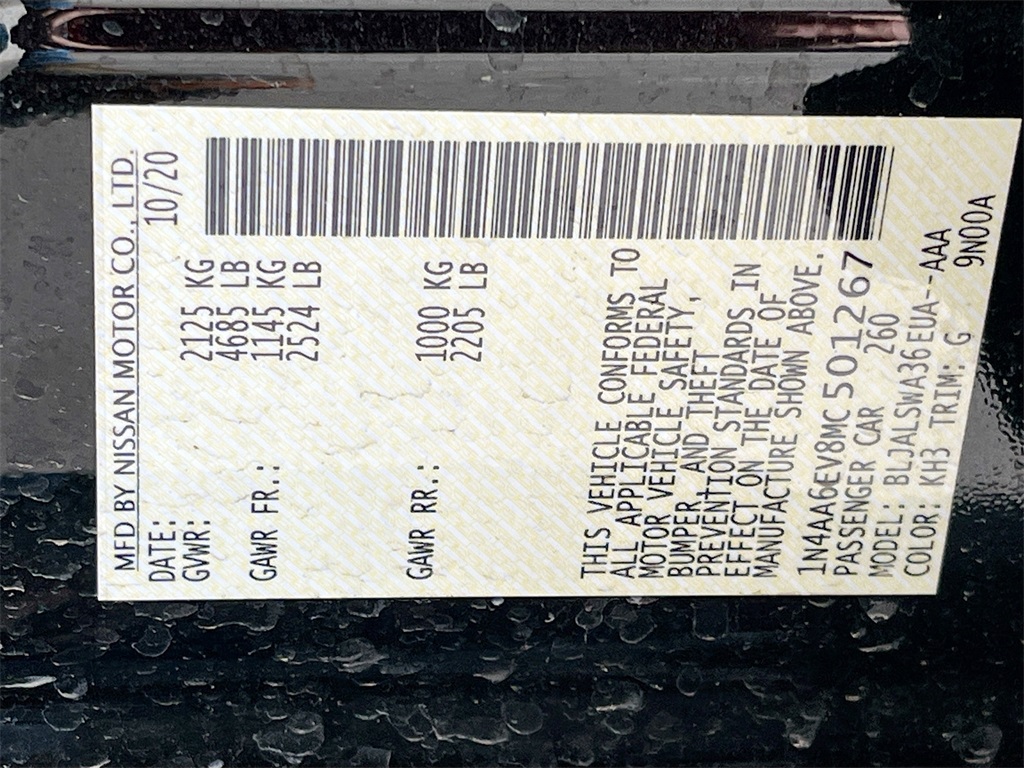 MFD BY NISSAN MOTOR CO., LTD.
DATE: 10/20
GVWR: 2125 KG
4685 LB
GAWR FR.: 1145 KG
2524 LB
GAWR RR.: 1000 KG
2205 LB
THIS VEHICLE CONFORMS TO
ALL APPLICABLE FEDERAL
MOTOR VEHICLE SAFETY,
BUMPER, AND THEFT
PREVENTION STANDARDS IN
EFFECT ON THE DATE OF
MANUFACTURE SHOWN ABOVE.
1N4AA6EV8MC501267
PASSENGER CAR 260
MODEL: BLJALSWA36EUA--AAA
COLOR: KH3 TRIM: G 9N00A